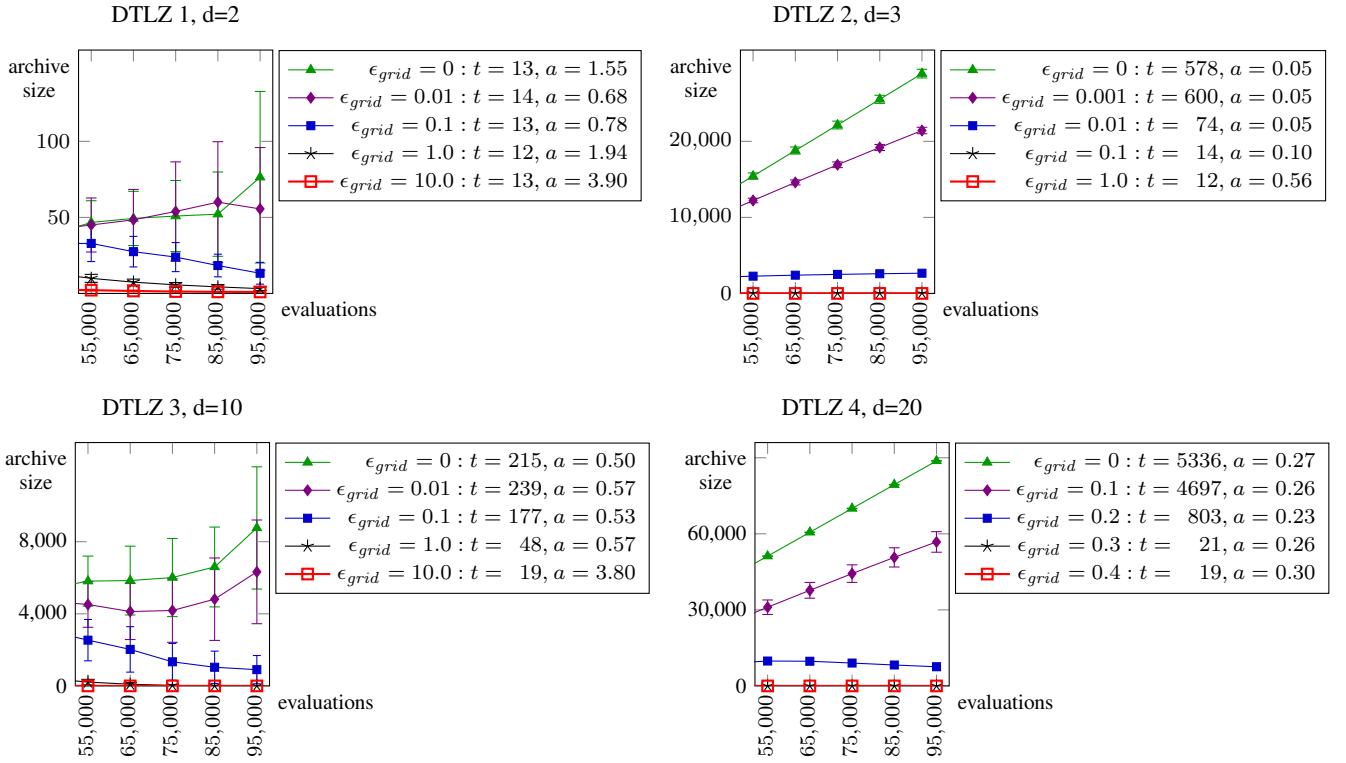 DTLZ 1, d=2
archive
size
100
50
55,000
65,000
75,000
85,000
95,000
evaluations
ϵgrid = 0 : t = 13, a = 1.55
ϵgrid = 0.01 : t = 14, a = 0.68
ϵgrid = 0.1 : t = 13, a = 0.78
ϵgrid = 1.0 : t = 12, a = 1.94
ϵgrid = 10.0 : t = 13, a = 3.90
DTLZ 2, d=3
archive
size
20,000
10,000
0
55,000
65,000
75,000
85,000
95,000
evaluations
ϵgrid = 0 : t = 578, a = 0.05
ϵgrid = 0.001 : t = 600, a = 0.05
ϵgrid = 0.01 : t = 74, a = 0.05
ϵgrid = 0.1 : t = 14, a = 0.10
ϵgrid = 1.0 : t = 12, a = 0.56
DTLZ 3, d=10
archive
size
8,000
4,000
0
55,000
65,000
75,000
85,000
95,000
evaluations
ϵgrid = 0 : t = 215, a = 0.50
ϵgrid = 0.01 : t = 239, a = 0.57
ϵgrid = 0.1 : t = 177, a = 0.53
ϵgrid = 1.0 : t = 48, a = 0.57
ϵgrid = 10.0 : t = 19, a = 3.80
DTLZ 4, d=20
archive
size
60,000
30,000
0
55,000
65,000
75,000
85,000
95,000
evaluations
ϵgrid = 0 : t = 5336, a = 0.27
ϵgrid = 0.1 : t = 4697, a = 0.26
ϵgrid = 0.2 : t = 803, a = 0.23
ϵgrid = 0.3 : t = 21, a = 0.26
ϵgrid = 0.4 : t = 19, a = 0.30